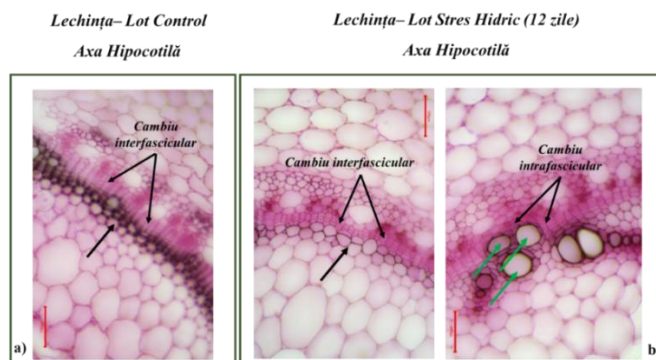 Lechința– Lot Control
Axa Hipocotilă
Lechința– Lot Stres Hidric (12 zile)
Axa Hipocotilă
Cambiu
interfascicular
Cambiu interfascicular
Cambiu
intrafascicular
a)
b